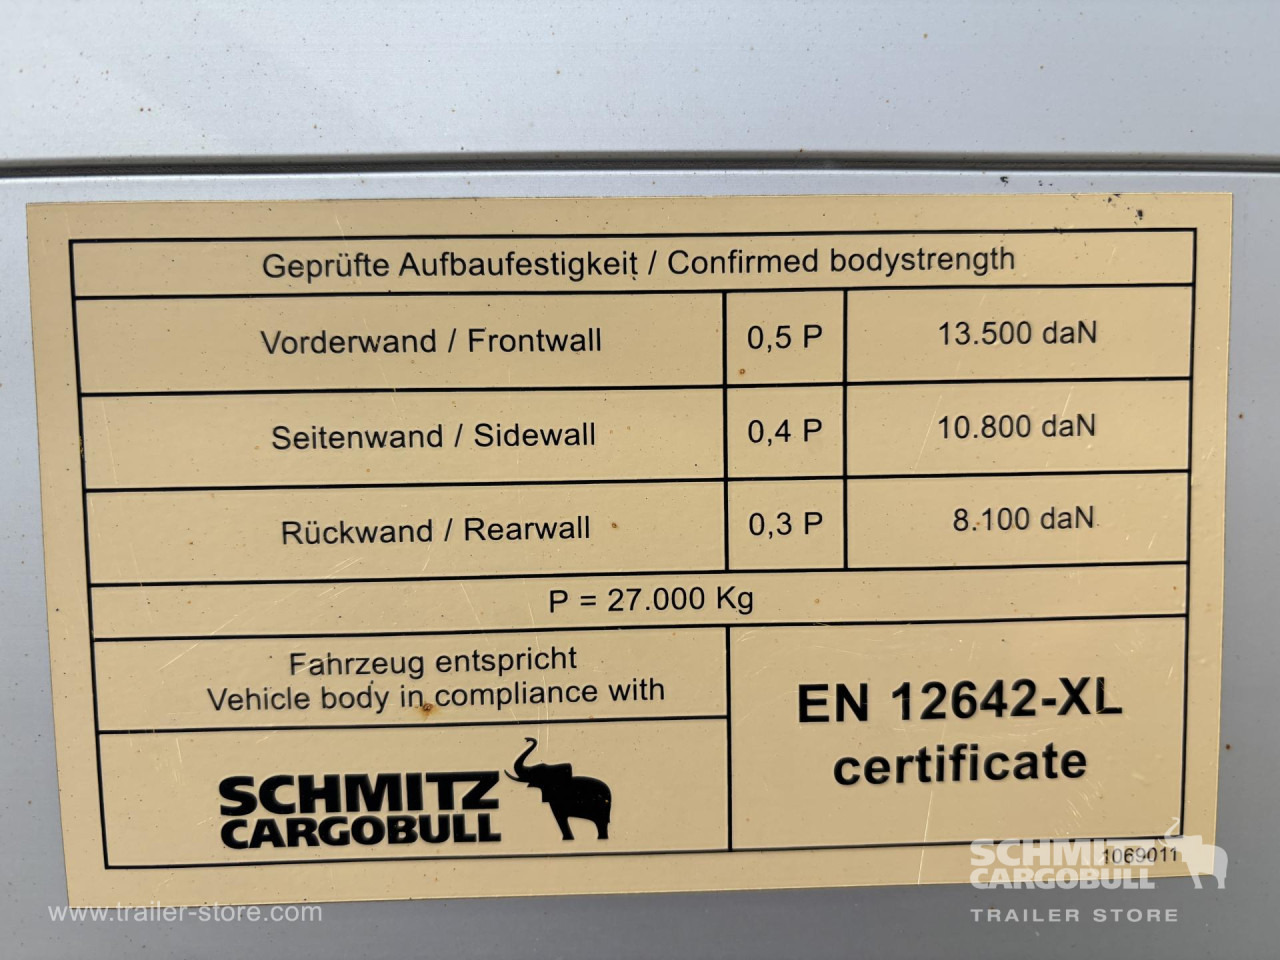 Geprüfte Aufbaufestigkeit / Confirmed bodystrength
Vorderwand / Frontwall 0,5 P 13.500 daN
Seitenwand / Sidewall 0,4 P 10.800 daN
Rückwand / Rearwall 0,3 P 8.100 daN
P = 27.000 Kg
Fahrzeug entspricht
Vehicle body in compliance with
EN 12642-XL
certificate
SCHMITZ
CARGOBULL
1069011
SCHMITZ
CARGOBULL
TRAILER STORE
www.trailer-store.com